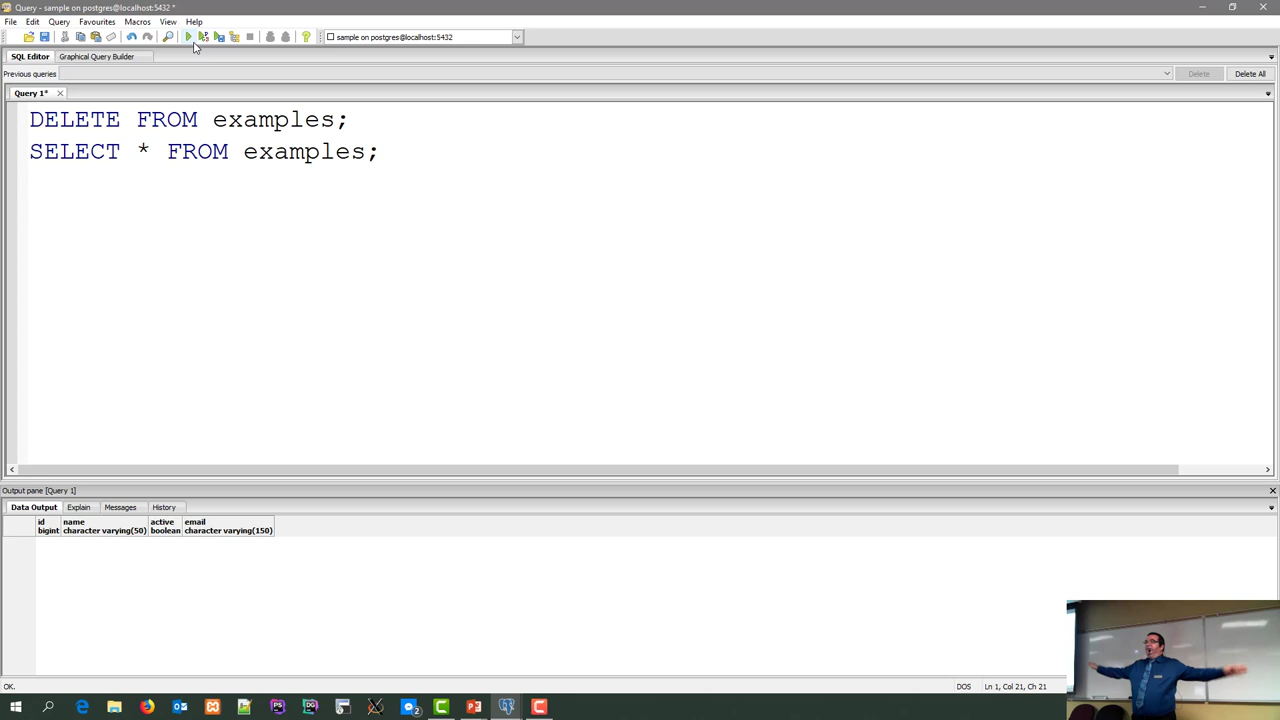 Query - sample on postgres@localhost:5432 *
File Edit Query Favourites Macros View Help
sample on postgres@localhost:5432
SQL Editor Graphical Query Builder
Previous queries Delete Delete All
Query 1*
DELETE FROM examples;
SELECT * FROM examples;
Output pane [Query 1]
Data Output Explain Messages History
id name active email
bigint character varying(50) boolean character varying(150)
OK. DOS Ln 1, Col 21, Ch 21
PS DG 2